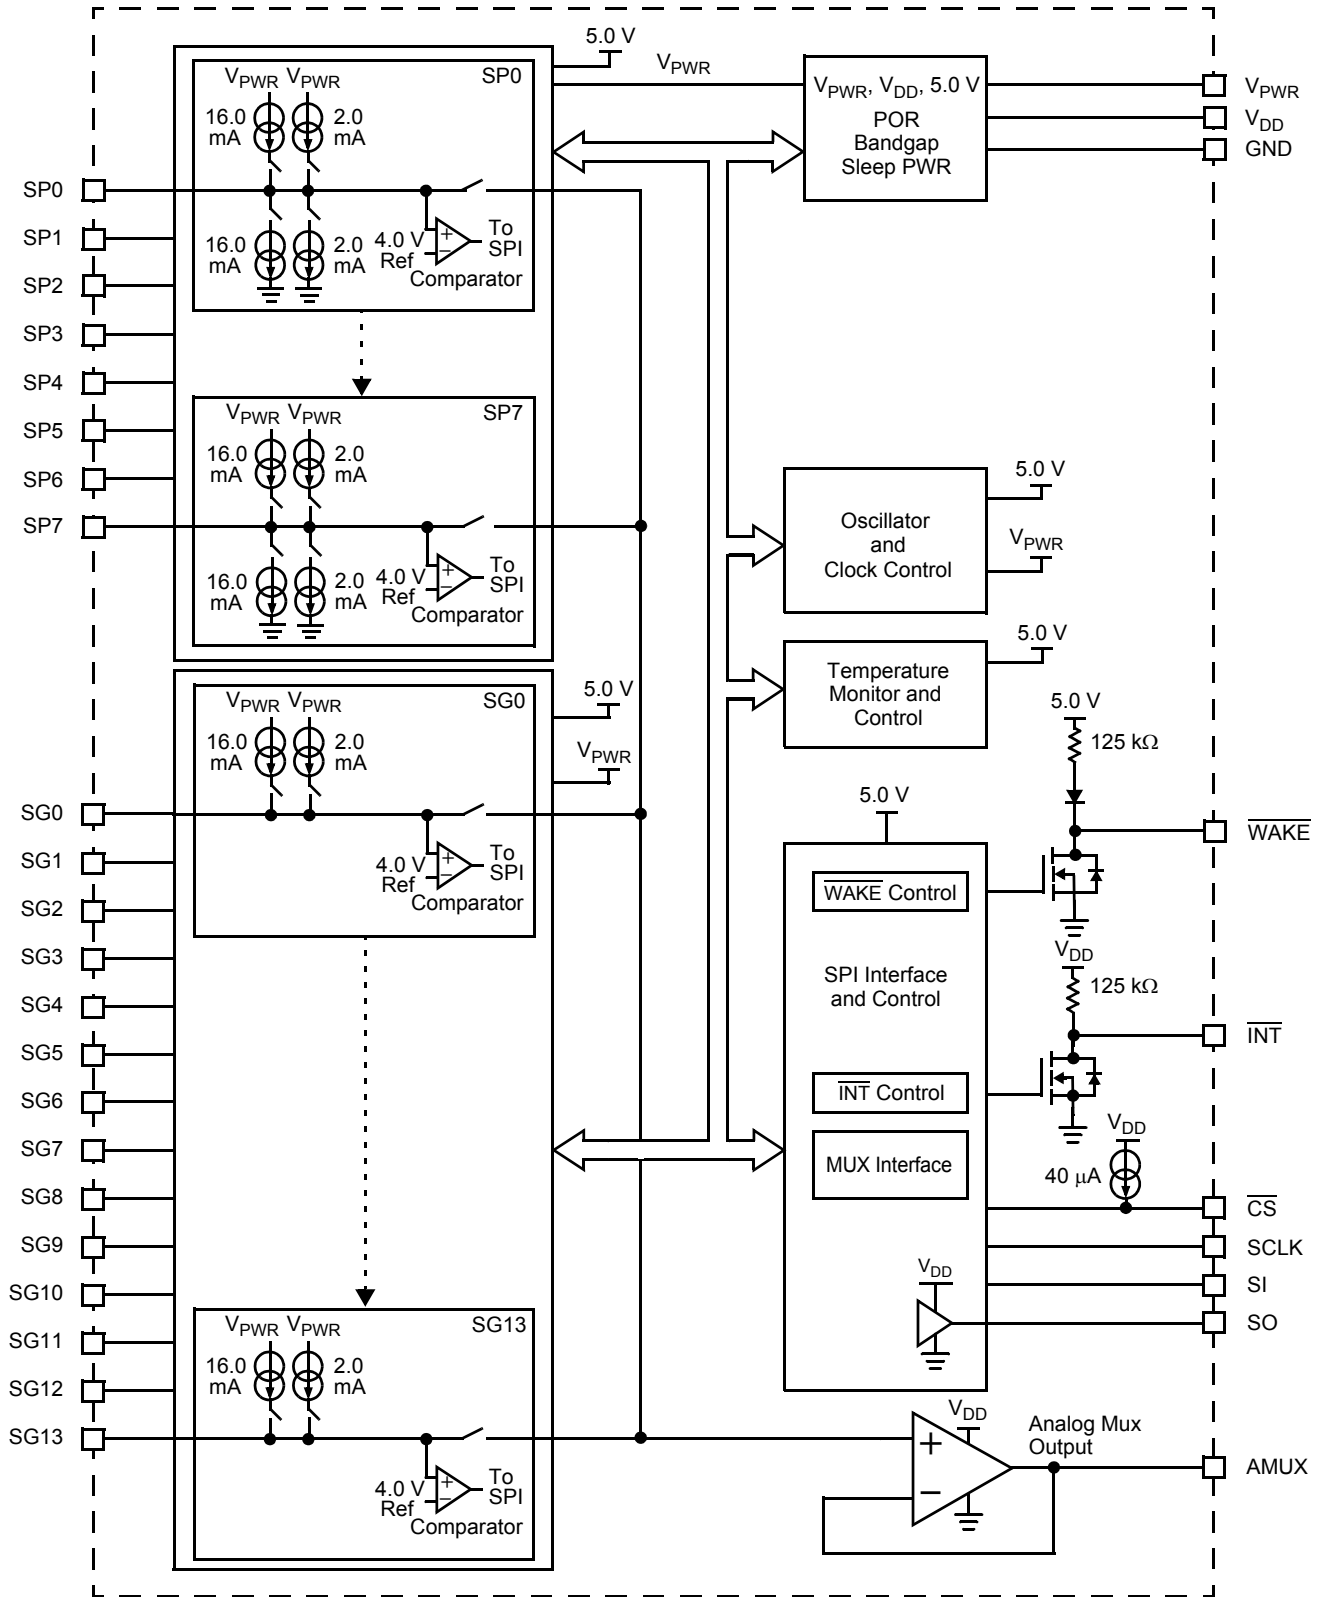 5.0 V
VPWR
VPWR VPWR
SP0
16.0 mA
2.0 mA
16.0 mA
2.0 mA
4.0 V Ref
+
−
To SPI
Comparator
VPWR, VDD, 5.0 V
POR
Bandgap
Sleep PWR
VPWR
VDD
GND
SP0
SP1
SP2
SP3
SP4
SP5
SP6
SP7
VPWR VPWR
SP7
16.0 mA
2.0 mA
16.0 mA
2.0 mA
4.0 V Ref
+
−
To SPI
Comparator
5.0 V
Oscillator
and
Clock Control
VPWR
5.0 V
Temperature
Monitor and
Control
VPWR VPWR
SG0
5.0 V
VPWR
16.0 mA
2.0 mA
4.0 V Ref
+
−
To SPI
Comparator
5.0 V
125 kΩ
WAKE
5.0 V
WAKE Control
SPI Interface
and Control
INT Control
MUX Interface
VDD
125 kΩ
INT
VDD
40 μA
CS
SCLK
SI
SO
VDD
SG0
SG1
SG2
SG3
SG4
SG5
SG6
SG7
SG8
SG9
SG10
SG11
SG12
SG13
VPWR VPWR
SG13
16.0 mA
2.0 mA
4.0 V Ref
+
−
To SPI
Comparator
VDD
+
−
Analog Mux
Output
AMUX